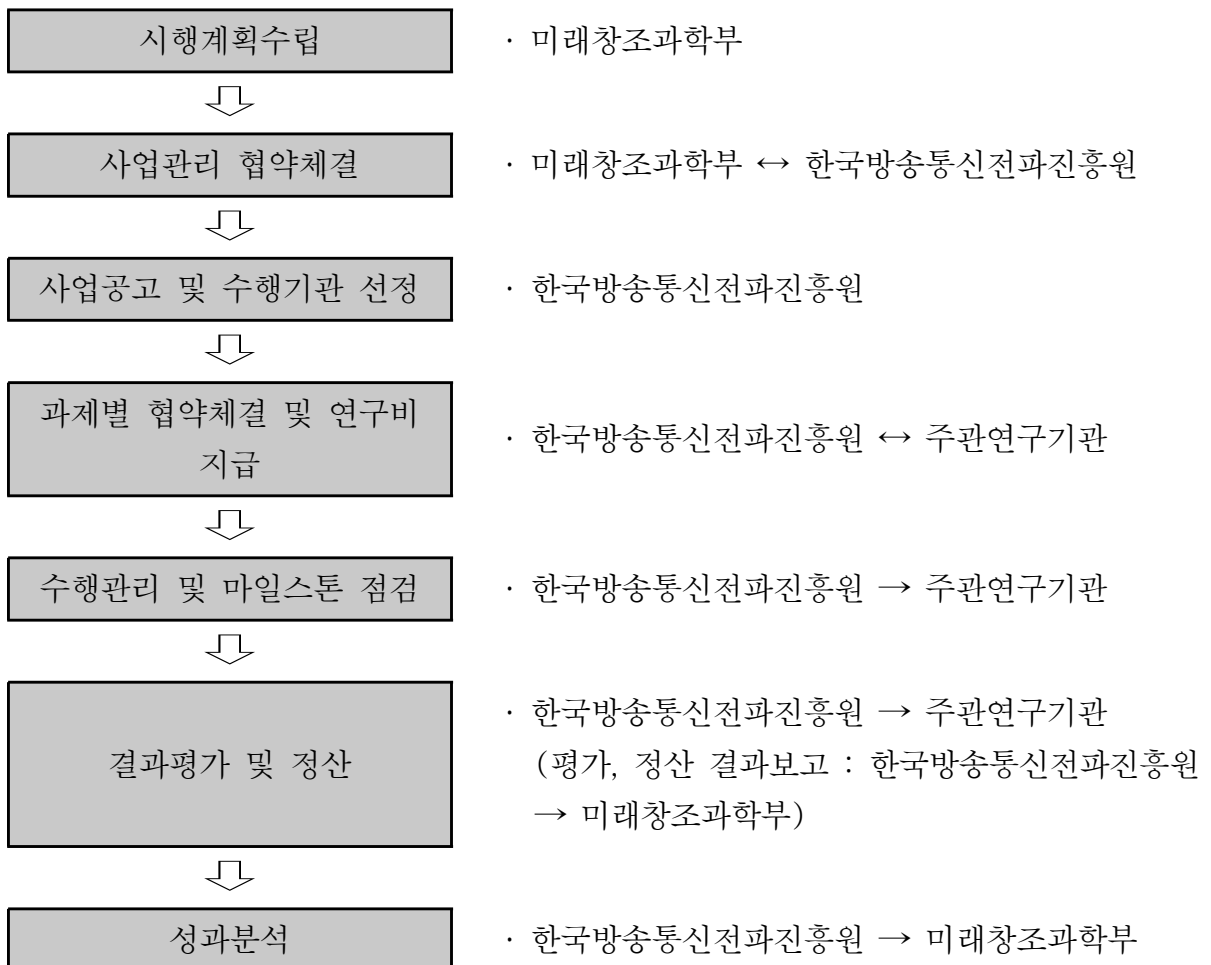 시행계획수립 · 미래창조과학부
사업관리 협약체결 · 미래창조과학부 ↔ 한국방송통신전파진흥원
사업공고 및 수행기관 선정 · 한국방송통신전파진흥원
과제별 협약체결 및 연구비
지급
· 한국방송통신전파진흥원 ↔ 주관연구기관
수행관리 및 마일스톤 점검 · 한국방송통신전파진흥원 → 주관연구기관
결과평가 및 정산
· 한국방송통신전파진흥원 → 주관연구기관
(평가, 정산 결과보고 : 한국방송통신전파진흥원
→ 미래창조과학부)
성과분석 · 한국방송통신전파진흥원 → 미래창조과학부